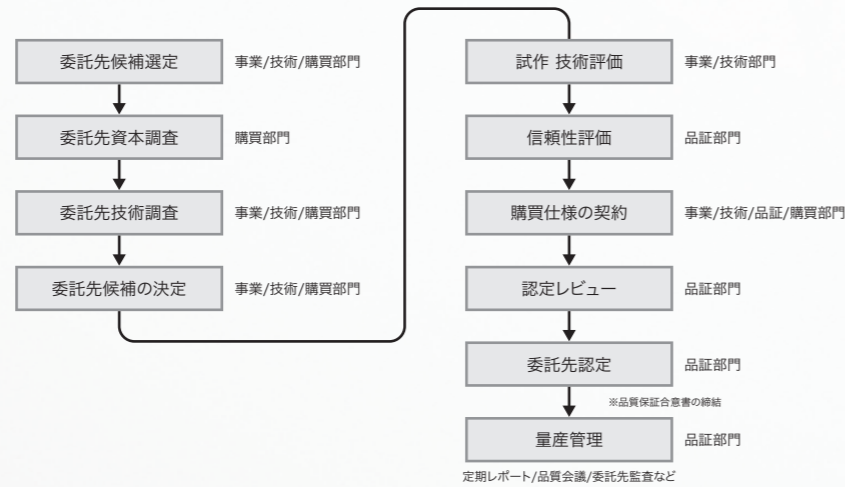 委託先候補選定
事業/技術/購買部門
委託先資本調査
購買部門
委託先技術調査
事業/技術/購買部門
委託先候補の決定
事業/技術/購買部門
試作 技術評価
事業/技術部門
信頼性評価
品証部門
購買仕様の契約
事業/技術/品証/購買部門
認定レビュー
品証部門
委託先認定
品証部門
※品質保証合意書の締結
量産管理
品証部門
定期レポート/品質会議/委託先監査など